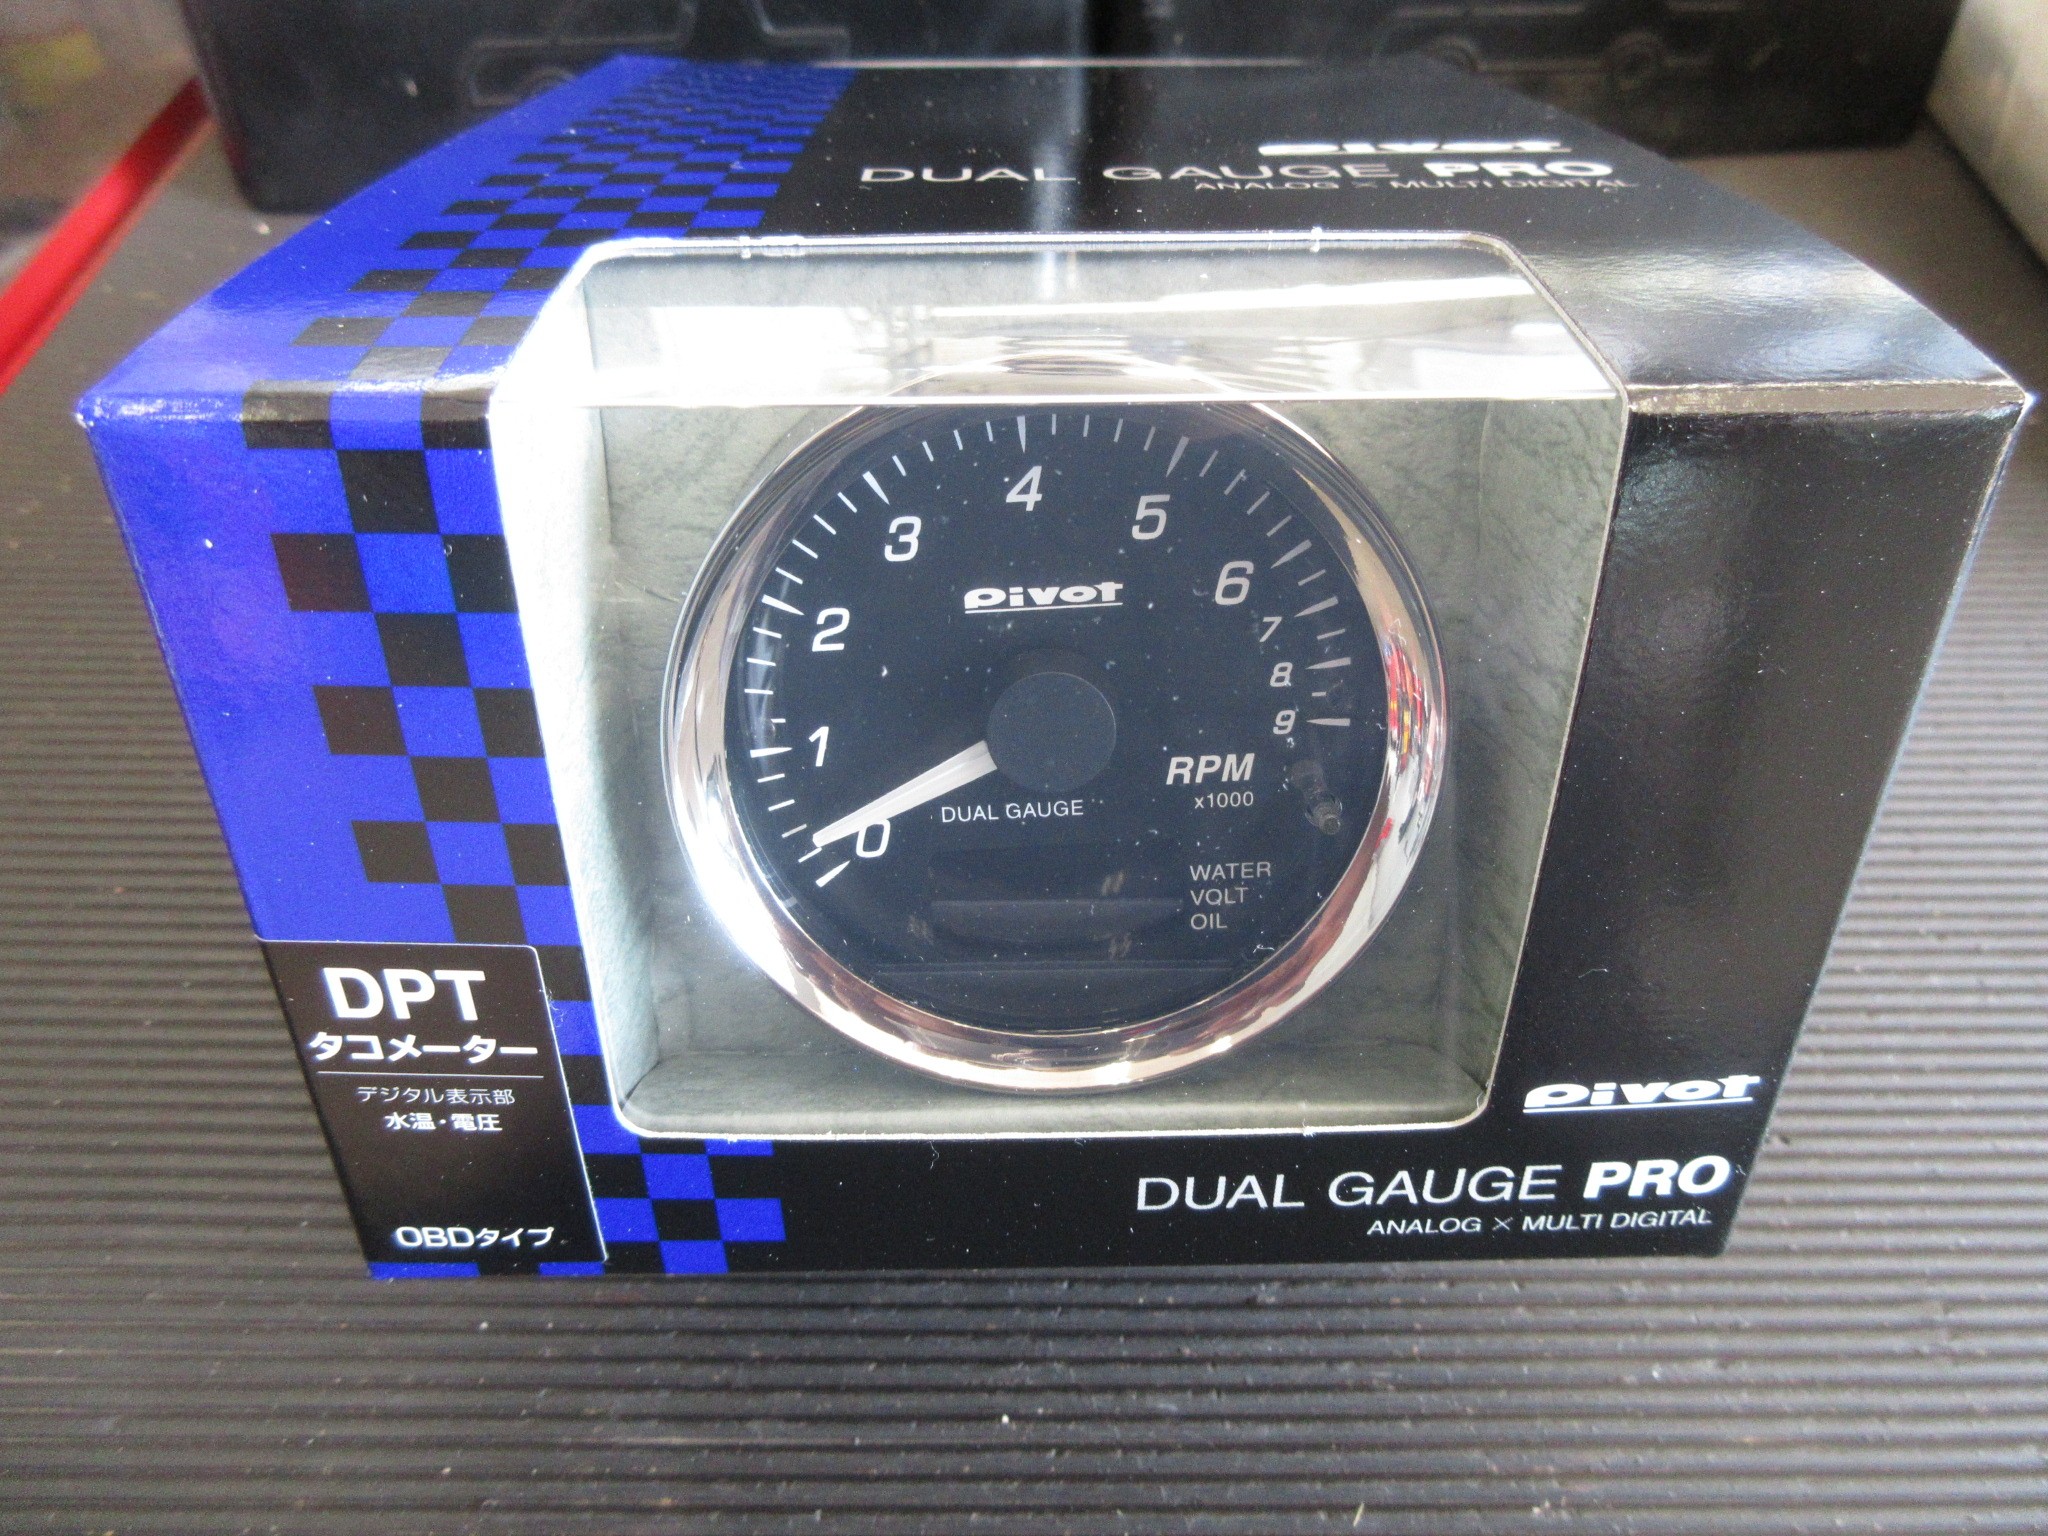 pivot
DUAL GAUGE PRO
ANALOG × MULTI DIGITAL
4
3
5
2
6
pivot
7
8
9
1
RPM
x1000
0
DUAL GAUGE
WATER
VOLT
OIL
DPT
タコメーター
デジタル表示部
水温・電圧
OBDタイプ
pivot
DUAL GAUGE PRO
ANALOG × MULTI DIGITAL